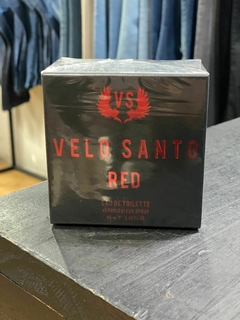 VS
VELO SANTO
RED
EAU DE TOILETTE